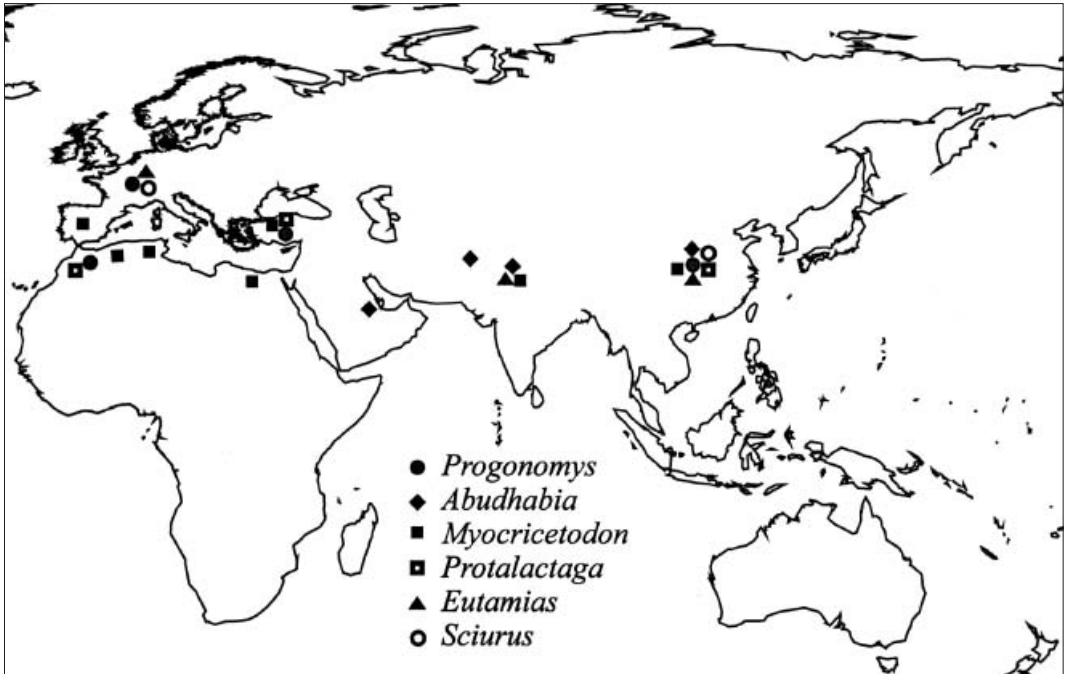 Progonomys
Abudhabia
Myocricetodon
Protalactaga
Eutamias
Sciurus